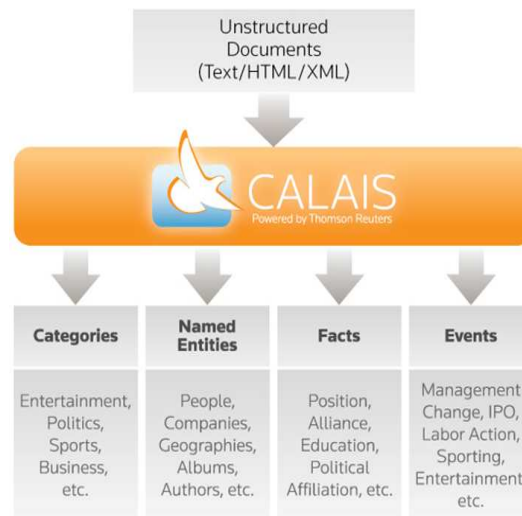 Unstructured
Documents
(Text/HTML/XML)
CALAIS
Powered by Thomson Reuters
Categories
Entertainment,
Politics,
Sports,
Business,
etc.
Named
Entities
People,
Companies,
Geographies,
Albums,
Authors, etc.
Facts
Position,
Alliance,
Education,
Political
Affiliation, etc.
Events
Management
Change, IPO,
Labor Action,
Sporting,
Entertainment
etc.